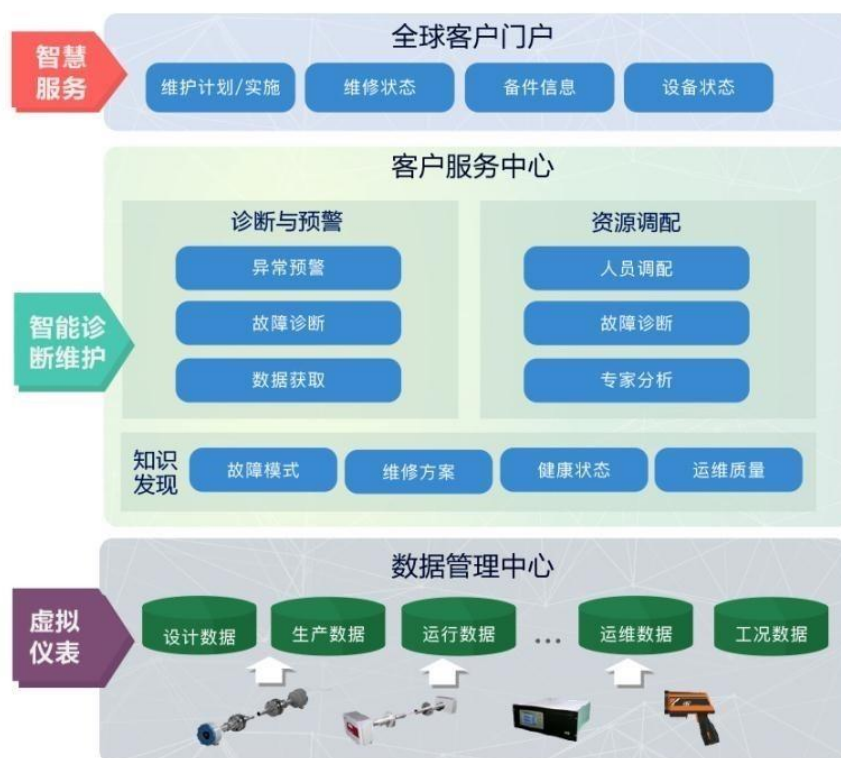 全球客户门户
智慧
服务
维护计划/实施
维修状态
备件信息
设备状态
客户服务中心
诊断与预警
异常预警
故障诊断
数据获取
资源调配
人员调配
故障诊断
专家分析
智能诊
断维护
知识
发现
故障模式
维修方案
健康状态
运维质量
数据管理中心
虚拟
仪表
设计数据
生产数据
运行数据
...
运维数据
工况数据